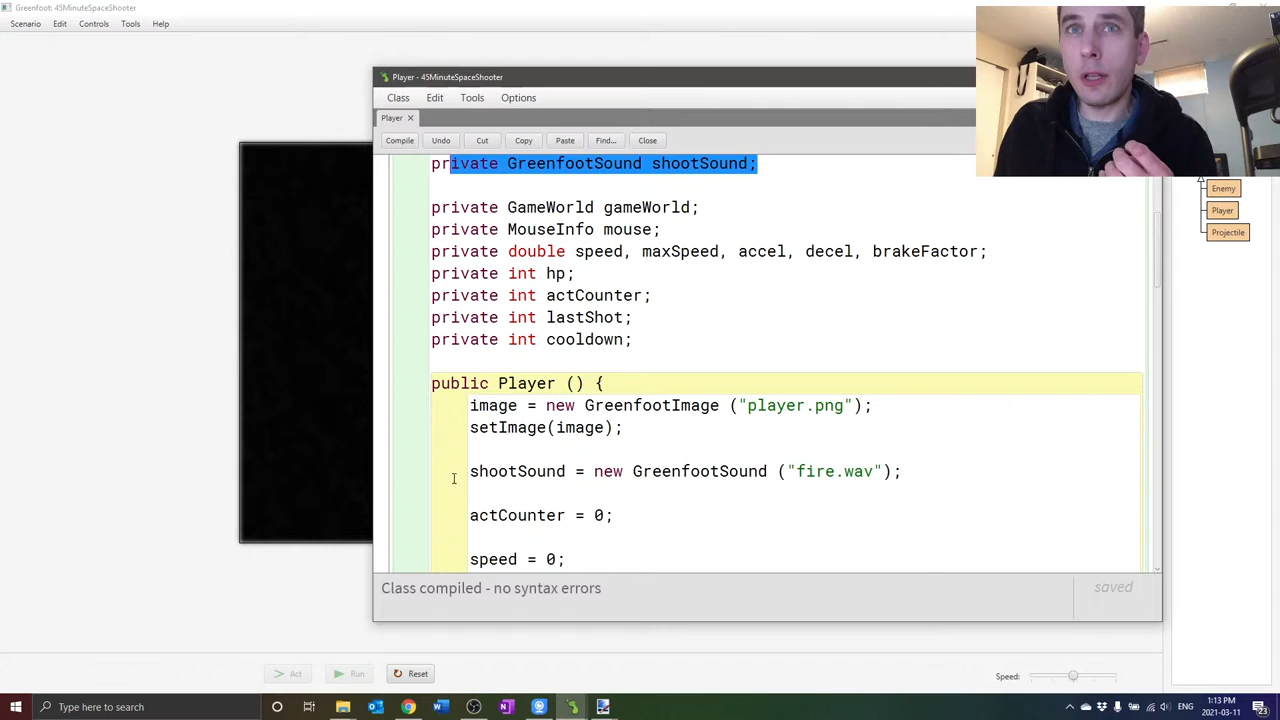 Greenfoot: 45MinuteSpaceShooter
Scenario Edit Controls Tools Help
Player - 45MinuteSpaceShooter
Class Edit Tools Options
Player
Compile Undo Cut Copy Paste Find... Close
private GreenfootSound shootSound;
private GameWorld gameWorld;
private MouseInfo mouse;
private double speed, maxSpeed, accel, decel, brakeFactor;
private int hp;
private int actCounter;
private int lastShot;
private int cooldown;
public Player () {
image = new GreenfootImage ("player.png");
setImage(image);
shootSound = new GreenfootSound ("fire.wav");
actCounter = 0;
speed = 0;
Class compiled - no syntax errors
saved
Enemy
Player
Projectile
Act Run Reset
Speed:
Type here to search
1:13 PM
2021-03-11
23